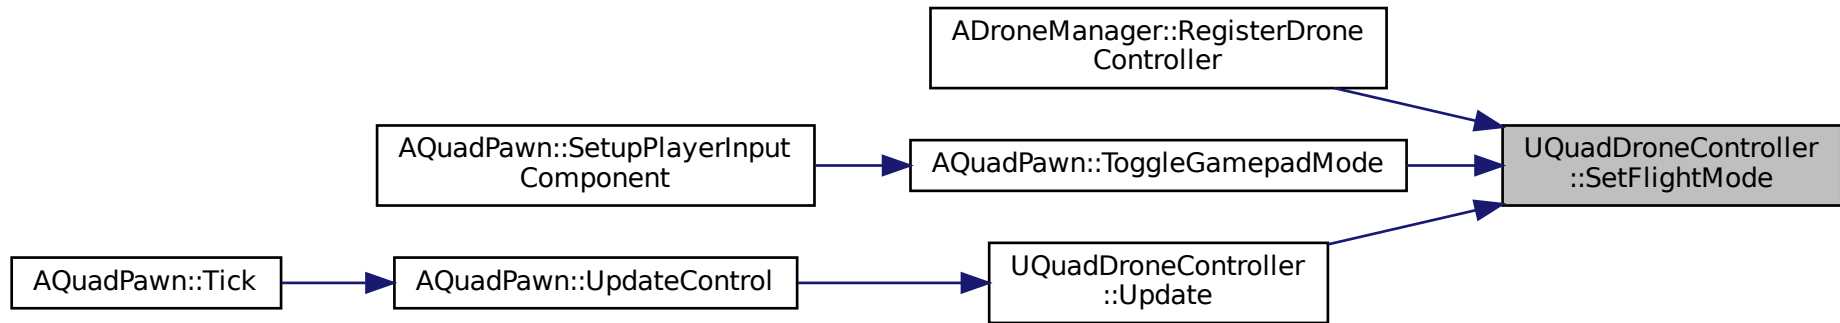 ADroneManager::RegisterDrone
Controller
AQuadPawn::SetupPlayerInput
Component
AQuadPawn::ToggleGamepadMode
UQuadDroneController
::SetFlightMode
AQuadPawn::Tick
AQuadPawn::UpdateControl
UQuadDroneController
::Update